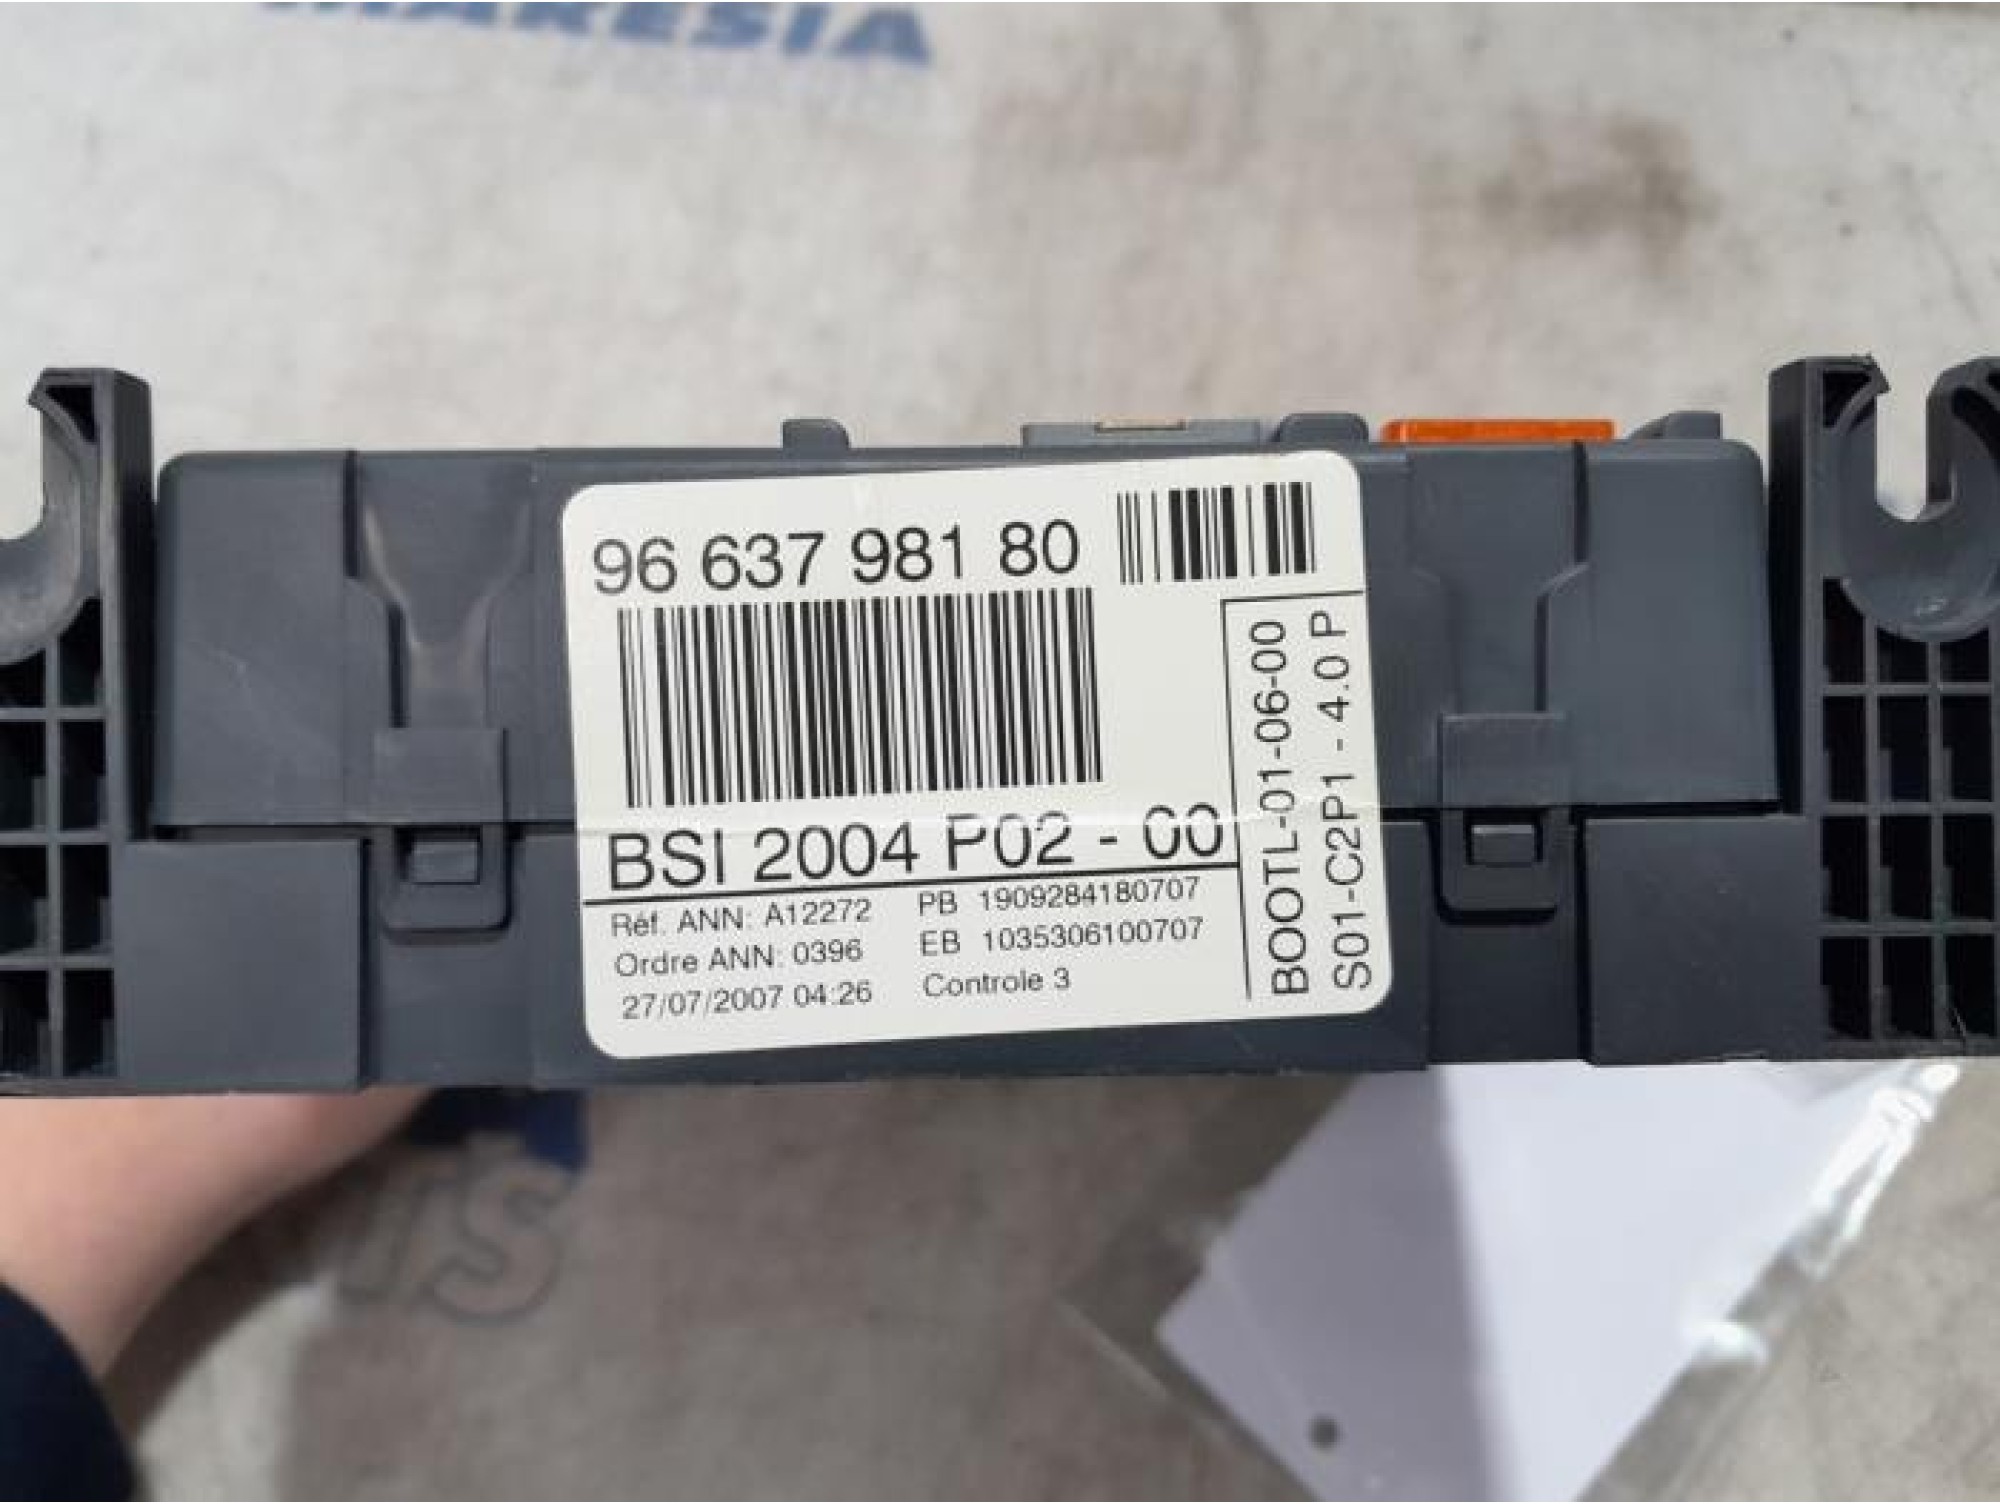 96 637 981 80
BSI 2004 P02 - 00
Réf. ANN: A12272
Ordre ANN: 0396
27/07/2007 04:26
PB 1909284180707
EB 1035306100707
Controle 3
BOOTL-01-06-00
S01-C2P1 - 4.0 P